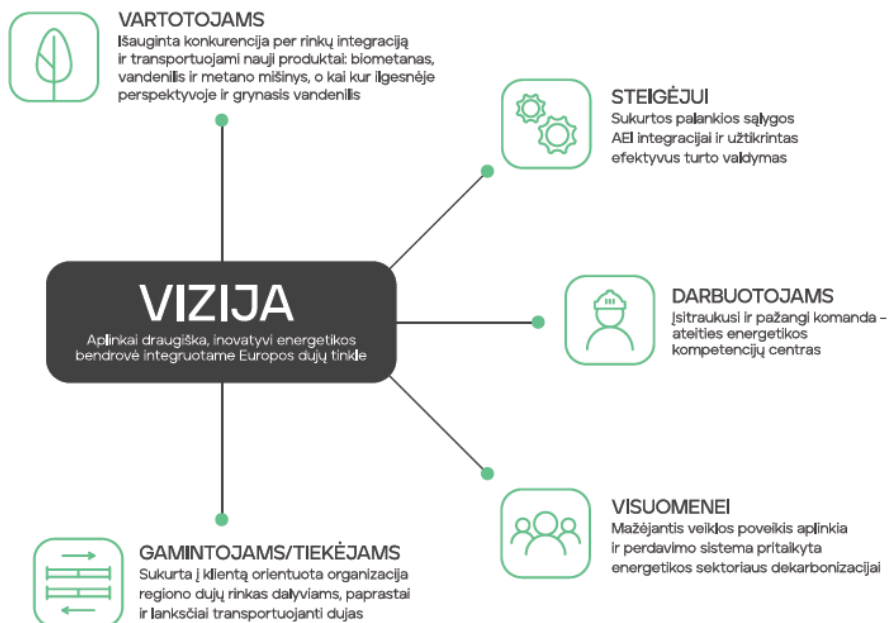 VARTOTOJAMS
Išauginta konkurencija per rinkų integraciją
ir transportuojami nauji produktai: biometanas,
vandenilis ir metano mišinys, o kai kur ilgesnėje
perspektyvoje ir grynasis vandenilis
STEIGĖJUI
Sukurtos palankios sąlygos
AEI integracijai ir užtikrintas
efektyvus turto valdymas
VIZIJA
Aplinkai draugiška, inovatyvi energetikos
bendrovė integruotame Europos dujų tinkle
DARBUOTOJAMS
Įsitraukusi ir pažangi komanda –
ateities energetikos
kompetencijų centras
VISUOMENEI
Mažėjantis veiklos poveikis aplinkia
ir perdavimo sistema pritaikyta
energetikos sektoriaus dekarbonizacijai
GAMINTOJAMS/TIEKĖJAMS
Sukurta į klientą orientuota organizacija
regiono dujų rinkas dalyviams, paprastai
ir lanksčiai transportuojanti dujas